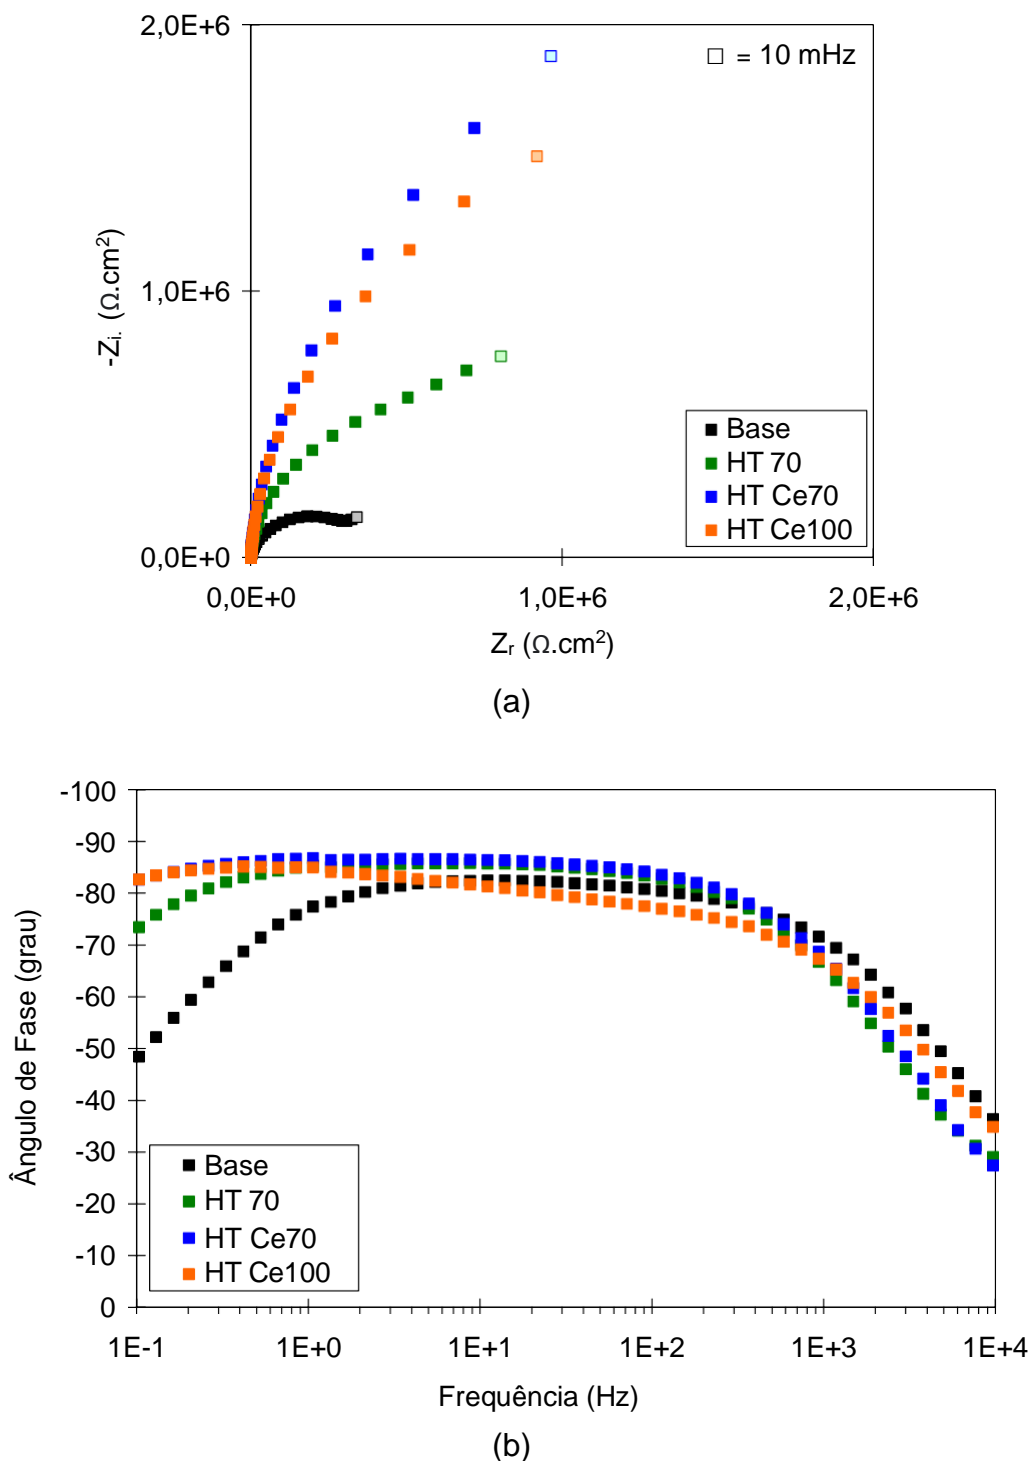 2,0E+6
□ = 10 mHz
-Zi. (Ω.cm²)
1,0E+6
Base
HT 70
HT Ce70
HT Ce100
0,0E+0
0,0E+0 1,0E+6 2,0E+6
Zr (Ω.cm²)
(a)
-100
-90
-80
-70
-60
-50
-40
-30
-20
-10
0
Ângulo de Fase (grau)
Base
HT 70
HT Ce70
HT Ce100
1E-1 1E+0 1E+1 1E+2 1E+3 1E+4
Frequência (Hz)
(b)